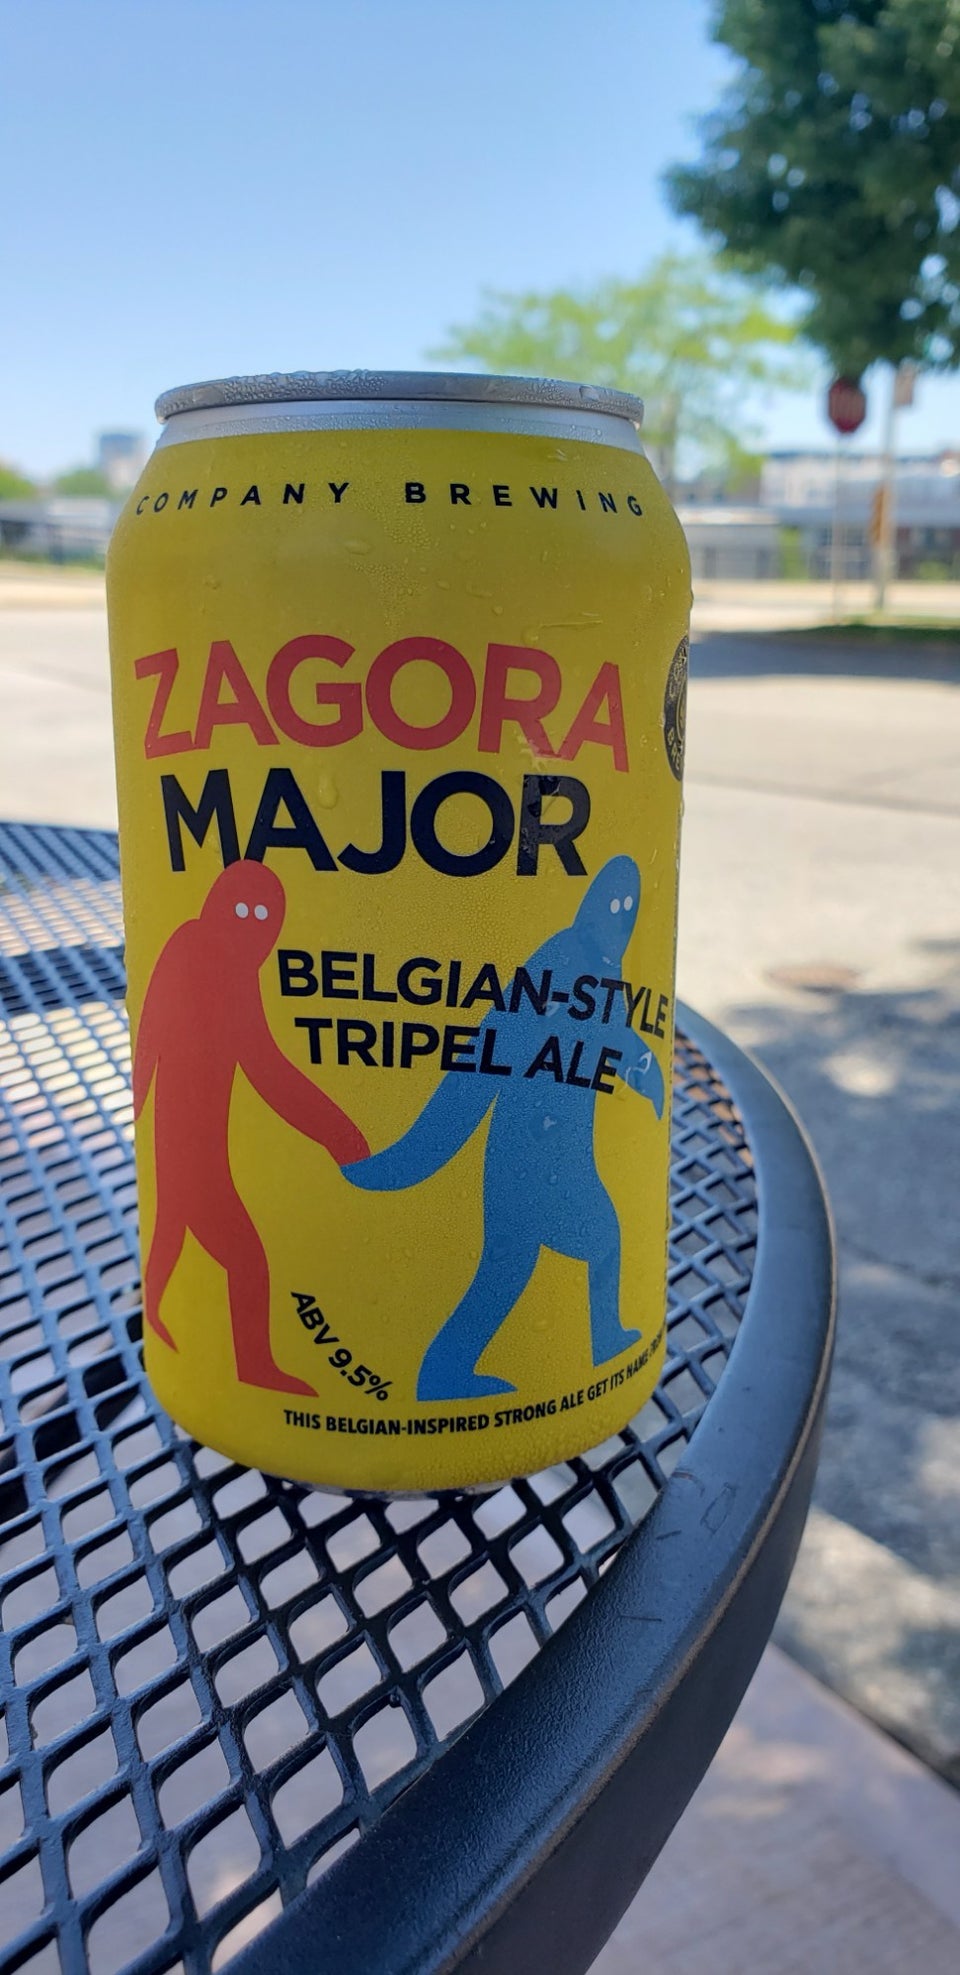 COMPANY BREWING
ZAGORA
MAJOR
BELGIAN-STYLE
TRIPEL ALE
ABV 9.5%
THIS BELGIAN-INSPIRED STRONG ALE GET ITS NAME FROM